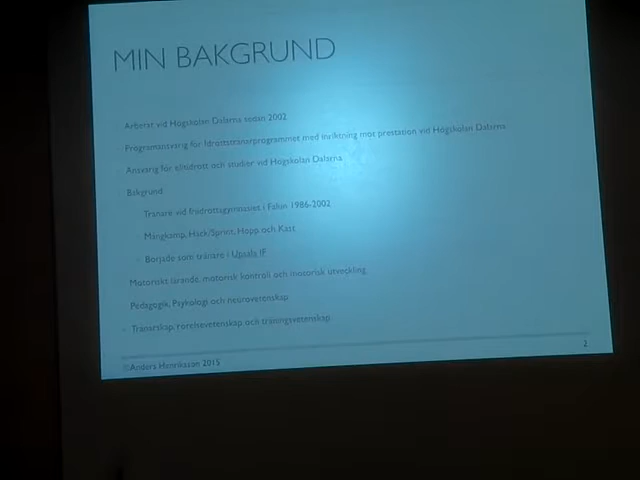 MIN BAKGRUND
Arbetat vid Högskolan Dalarna sedan 2002
Programansvarig för Idrottstränarprogrammet med inriktning mot prestation vid Högskolan Dalarna
Ansvarig för elitidrott och studier vid Högskolan Dalarna
Bakgrund
Tränare vid friidrottsgymnasiet i Falun 1986-2002
Mångkamp, Häck/Sprint, Hopp och Kast
Började som tränare i Upsala IF
Motoriskt lärande, motorisk kontroll och motorisk utveckling
Pedagogik, Psykologi och neurovetenskap
Tränarskap, rörelsevetenskap och träningsvetenskap
©Anders Henriksson 2015
2